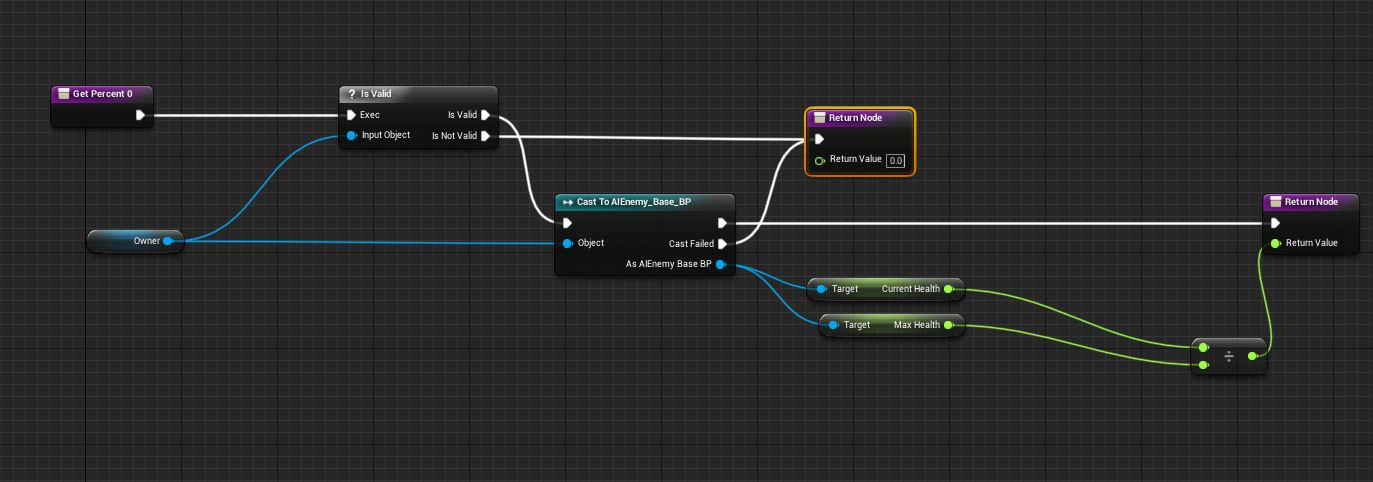 Get Percent 0
? Is Valid
Exec
Is Valid
Input Object
Is Not Valid
Return Node
Return Value 0.0
Owner
Cast To AIEnemy_Base_BP
Object
Cast Failed
As AIEnemy Base BP
Return Node
Return Value
Target
Current Health
Target
Max Health
÷